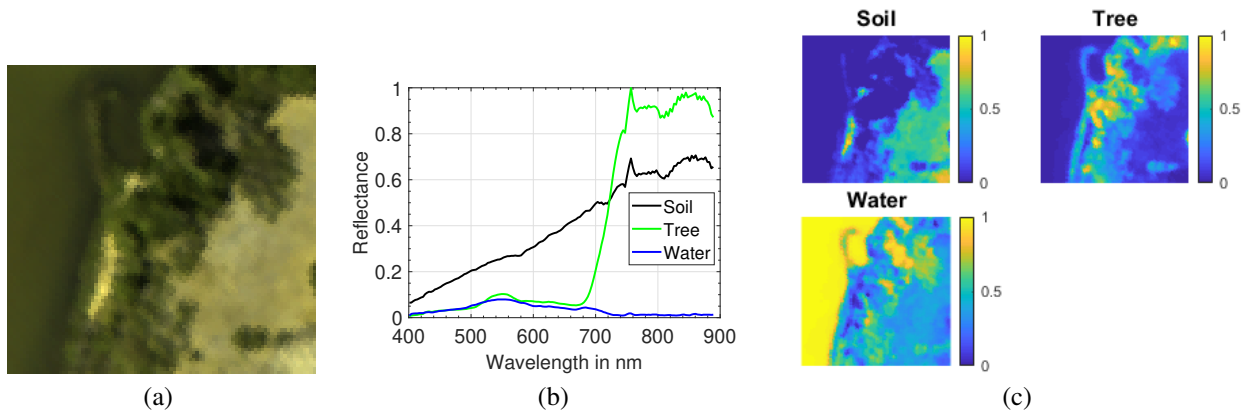 Soil
Tree
1
0.5
0
1
0.5
0
Water
1
0.5
0
1
0.8
0.6
0.4
0.2
0
Reflectance
Soil
Tree
Water
400
500
600
700
800
900
Wavelength in nm
(a)
(b)
(c)